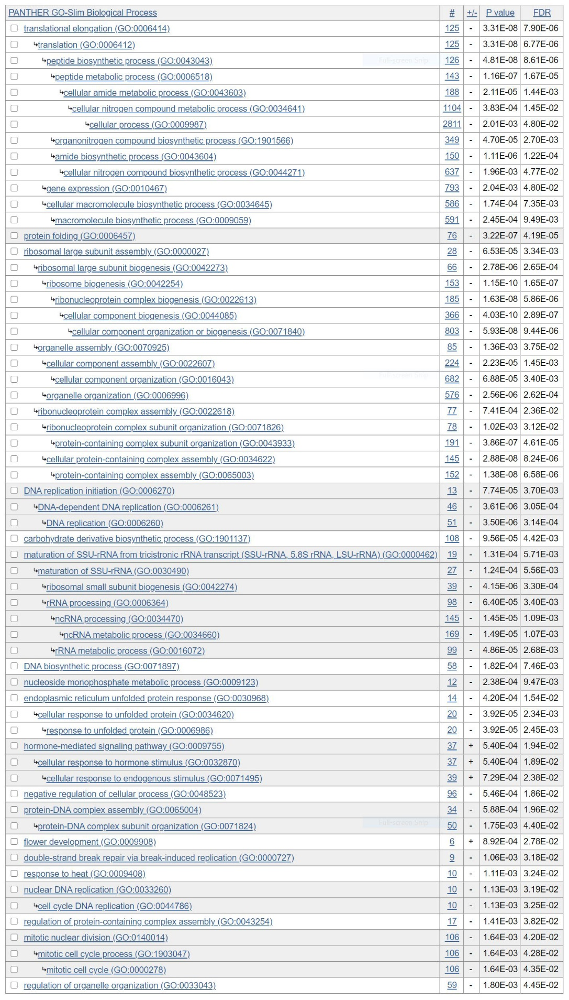 PANTHER GO-Slim Biological Process # +/- P value FDR
translational elongation (GO:0006414) 125 - 3.31E-08 7.90E-06
↳translation (GO:0006412) 125 - 3.31E-08 6.77E-06
↳peptide biosynthetic process (GO:0043043) Full-screen Snip 126 - 4.81E-08 8.61E-06
↳peptide metabolic process (GO:0006518) 143 - 1.16E-07 1.67E-05
↳cellular amide metabolic process (GO:0043603) 188 - 2.11E-05 1.44E-03
↳cellular nitrogen compound metabolic process (GO:0034641) 1104 - 3.83E-04 1.45E-02
↳cellular process (GO:0009987) 2811 - 2.01E-03 4.80E-02
↳organonitrogen compound biosynthetic process (GO:1901566) 349 - 4.70E-05 2.70E-03
↳amide biosynthetic process (GO:0043604) 150 - 1.11E-06 1.22E-04
↳cellular nitrogen compound biosynthetic process (GO:0044271) 637 - 1.96E-03 4.77E-02
↳gene expression (GO:0010467) 793 - 2.04E-03 4.80E-02
↳cellular macromolecule biosynthetic process (GO:0034645) 586 - 1.74E-04 7.35E-03
↳macromolecule biosynthetic process (GO:0009059) 591 - 2.45E-04 9.49E-03
protein folding (GO:0006457) 76 - 3.22E-07 4.19E-05
ribosomal large subunit assembly (GO:0000027) 28 - 6.53E-05 3.34E-03
↳ribosomal large subunit biogenesis (GO:0042273) 66 - 2.78E-06 2.65E-04
↳ribosome biogenesis (GO:0042254) 153 - 1.15E-10 1.65E-07
↳ribonucleoprotein complex biogenesis (GO:0022613) 185 - 1.63E-08 5.86E-06
↳cellular component biogenesis (GO:0044085) 366 - 4.03E-10 2.89E-07
↳cellular component organization or biogenesis (GO:0071840) 803 - 5.93E-08 9.44E-06
↳organelle assembly (GO:0070925) 85 - 1.36E-03 3.75E-02
↳cellular component assembly (GO:0022607) 224 - 2.23E-05 1.45E-03
↳cellular component organization (GO:0016043) Full-screen Snip 682 - 6.88E-05 3.40E-03
↳organelle organization (GO:0006996) 576 - 2.56E-06 2.62E-04
↳ribonucleoprotein complex assembly (GO:0022618) 77 - 7.41E-04 2.36E-02
↳ribonucleoprotein complex subunit organization (GO:0071826) 78 - 1.02E-03 3.12E-02
↳protein-containing complex subunit organization (GO:0043933) 191 - 3.86E-07 4.61E-05
↳cellular protein-containing complex assembly (GO:0034622) 145 - 2.88E-08 8.24E-06
↳protein-containing complex assembly (GO:0065003) 152 - 1.38E-08 6.58E-06
DNA replication initiation (GO:0006270) 13 - 7.74E-05 3.70E-03
↳DNA-dependent DNA replication (GO:0006261) 46 - 3.61E-06 3.05E-04
↳DNA replication (GO:0006260) 51 - 3.50E-06 3.14E-04
carbohydrate derivative biosynthetic process (GO:1901137) 108 - 9.56E-05 4.42E-03
maturation of SSU-rRNA from tricistronic rRNA transcript (SSU-rRNA, 5.8S rRNA, LSU-rRNA) (GO:0000462) 19 - 1.31E-04 5.71E-03
↳maturation of SSU-rRNA (GO:0030490) 27 - 1.24E-04 5.56E-03
↳ribosomal small subunit biogenesis (GO:0042274) 39 - 4.15E-06 3.30E-04
↳rRNA processing (GO:0006364) 98 - 6.40E-05 3.40E-03
↳ncRNA processing (GO:0034470) 145 - 1.45E-05 1.09E-03
↳ncRNA metabolic process (GO:0034660) 169 - 1.49E-05 1.07E-03
↳rRNA metabolic process (GO:0016072) 99 - 4.86E-05 2.68E-03
DNA biosynthetic process (GO:0071897) 58 - 1.82E-04 7.46E-03
nucleoside monophosphate metabolic process (GO:0009123) 12 - 2.38E-04 9.47E-03
endoplasmic reticulum unfolded protein response (GO:0030968) 14 - 4.20E-04 1.54E-02
↳cellular response to unfolded protein (GO:0034620) 20 - 3.92E-05 2.34E-03
↳response to unfolded protein (GO:0006986) 20 - 3.92E-05 2.45E-03
hormone-mediated signaling pathway (GO:0009755) 37 + 5.40E-04 1.94E-02
↳cellular response to hormone stimulus (GO:0032870) 37 + 5.40E-04 1.89E-02
↳cellular response to endogenous stimulus (GO:0071495) 39 + 7.29E-04 2.38E-02
negative regulation of cellular process (GO:0048523) 96 - 5.46E-04 1.86E-02
protein-DNA complex assembly (GO:0065004) 34 - 5.88E-04 1.96E-02
↳protein-DNA complex subunit organization (GO:0071824) Full-screen Snip 50 - 1.75E-03 4.40E-02
flower development (GO:0009908) 6 + 8.92E-04 2.78E-02
double-strand break repair via break-induced replication (GO:0000727) 9 - 1.06E-03 3.18E-02
response to heat (GO:0009408) 10 - 1.11E-03 3.24E-02
nuclear DNA replication (GO:0033260) 10 - 1.13E-03 3.19E-02
↳cell cycle DNA replication (GO:0044786) 10 - 1.13E-03 3.25E-02
regulation of protein-containing complex assembly (GO:0043254) 17 - 1.41E-03 3.82E-02
mitotic nuclear division (GO:0140014) 106 - 1.64E-03 4.20E-02
↳mitotic cell cycle process (GO:1903047) 106 - 1.64E-03 4.28E-02
↳mitotic cell cycle (GO:0000278) 106 - 1.64E-03 4.35E-02
regulation of organelle organization (GO:0033043) 59 - 1.80E-03 4.45E-02